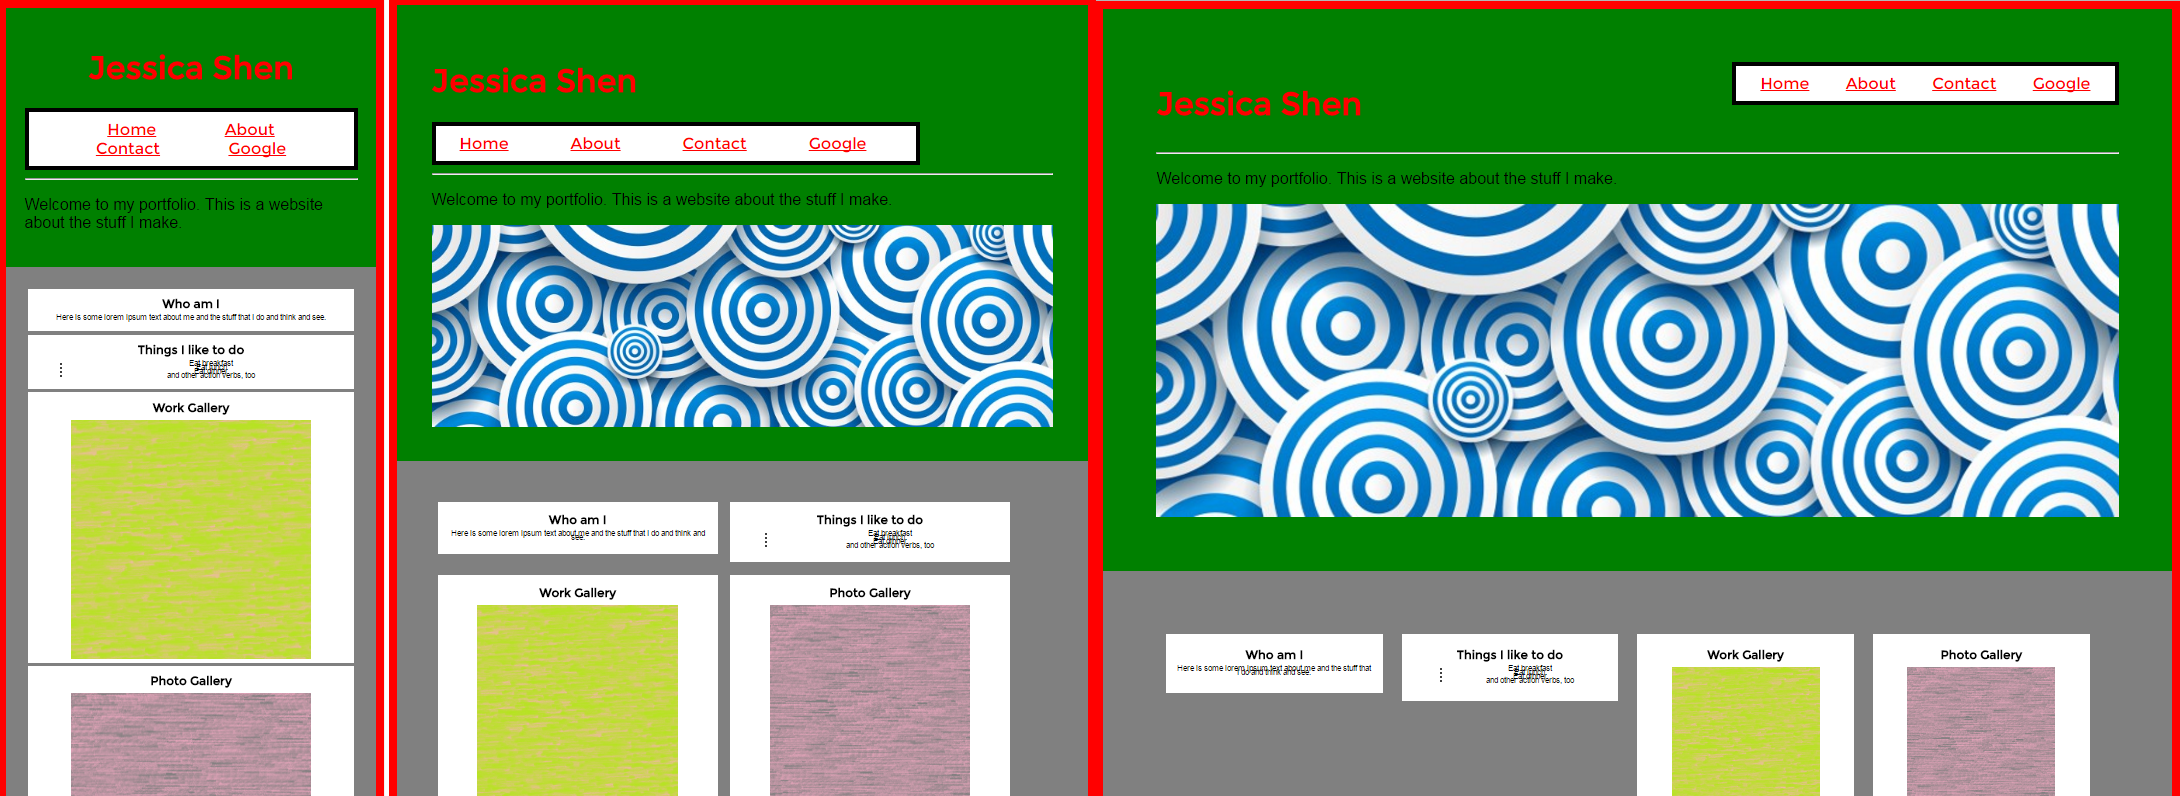 Jessica Shen
Home About
Contact Google
Welcome to my portfolio. This is a website
about the stuff I make.
Who am I
Here is some lorem ipsum text about me and the stuff that I do and think and see.
Things I like to do
Eat breakfast
Eat dinner
and other action verbs, too
Work Gallery
Photo Gallery
Jessica Shen
Home About Contact Google
Welcome to my portfolio. This is a website about the stuff I make.
Who am I
Here is some lorem ipsum text about me and the stuff that I do and think and
see.
Things I like to do
Eat breakfast
Eat dinner
and other action verbs, too
Work Gallery
Photo Gallery
Home About Contact Google
Jessica Shen
Welcome to my portfolio. This is a website about the stuff I make.
Who am I
Here is some lorem ipsum text about me and the stuff that
I do and think and see.
Things I like to do
Eat breakfast
Eat dinner
and other action verbs, too
Work Gallery
Photo Gallery